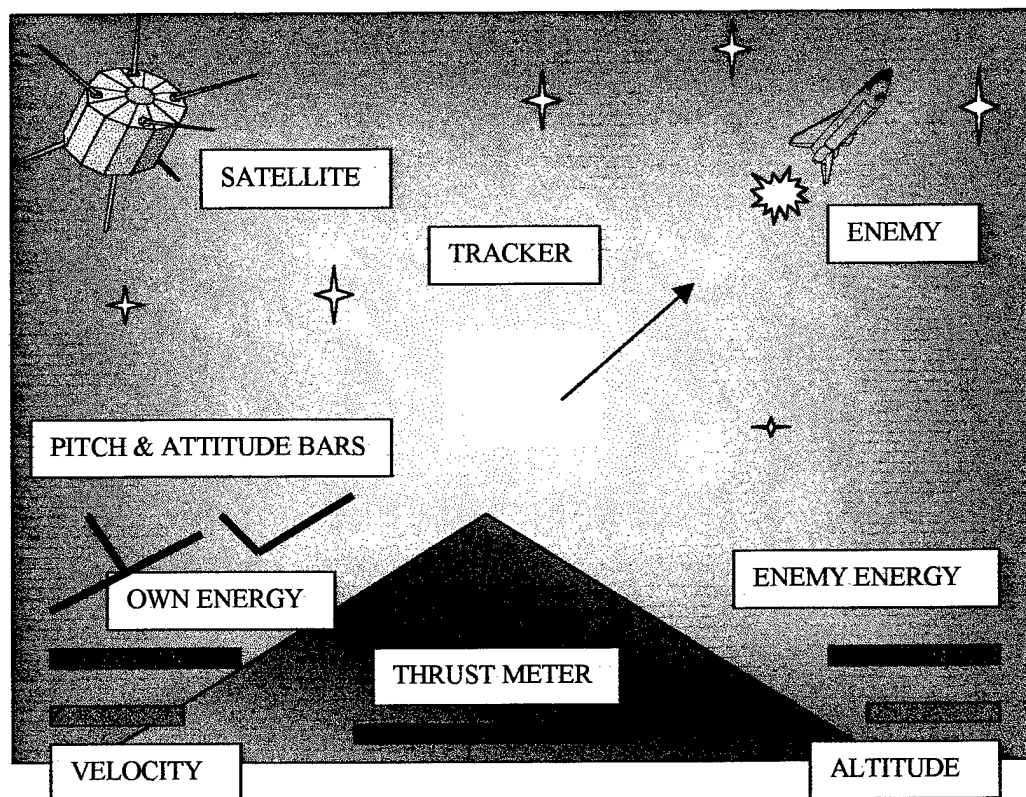 SATELLITE
ENEMY
TRACKER
PITCH & ATTITUDE BARS
ENEMY ENERGY
OWN ENERGY
THRUST METER
VELOCITY
ALTITUDE